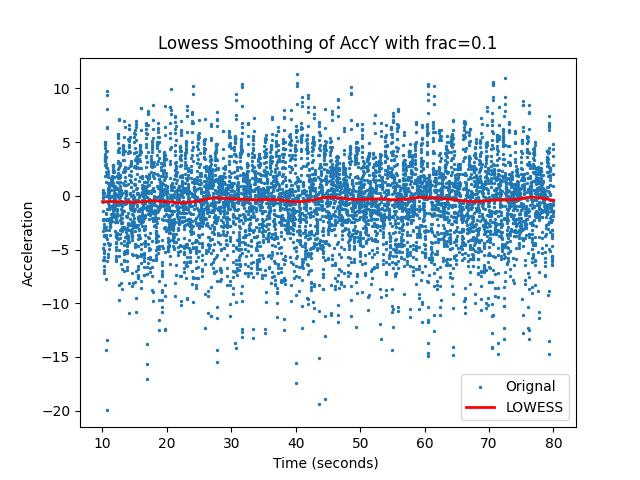 Lowess Smoothing of AccY with frac=0.1
10
5
0
−5
−10
−15
−20
Acceleration
10 20 30 40 50 60 70 80
Time (seconds)
Orignal
LOWESS